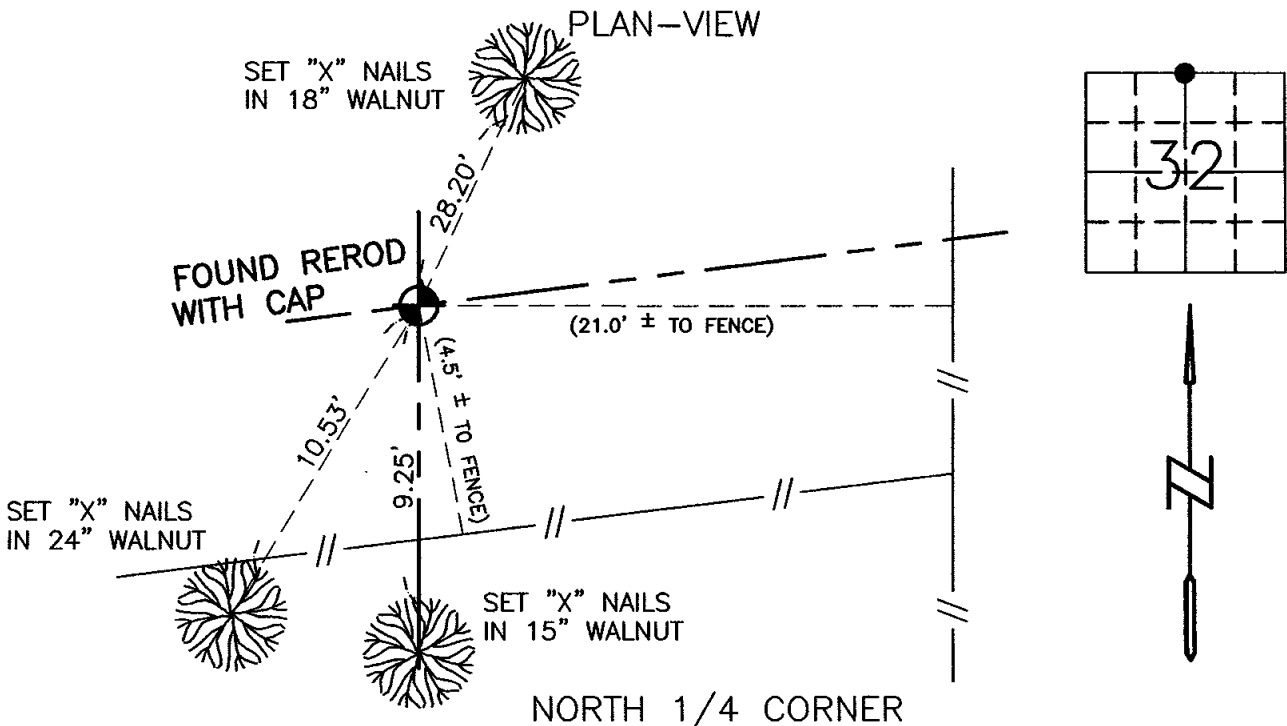 PLAN-VIEW
SET "X" NAILS
IN 18" WALNUT
32
28.20'
FOUND REROD
WITH CAP
(21.0' ± TO FENCE)
(4.5' ± TO FENCE)
10.53'
9.25'
N
SET "X" NAILS
IN 24" WALNUT
SET "X" NAILS
IN 15" WALNUT
NORTH 1/4 CORNER